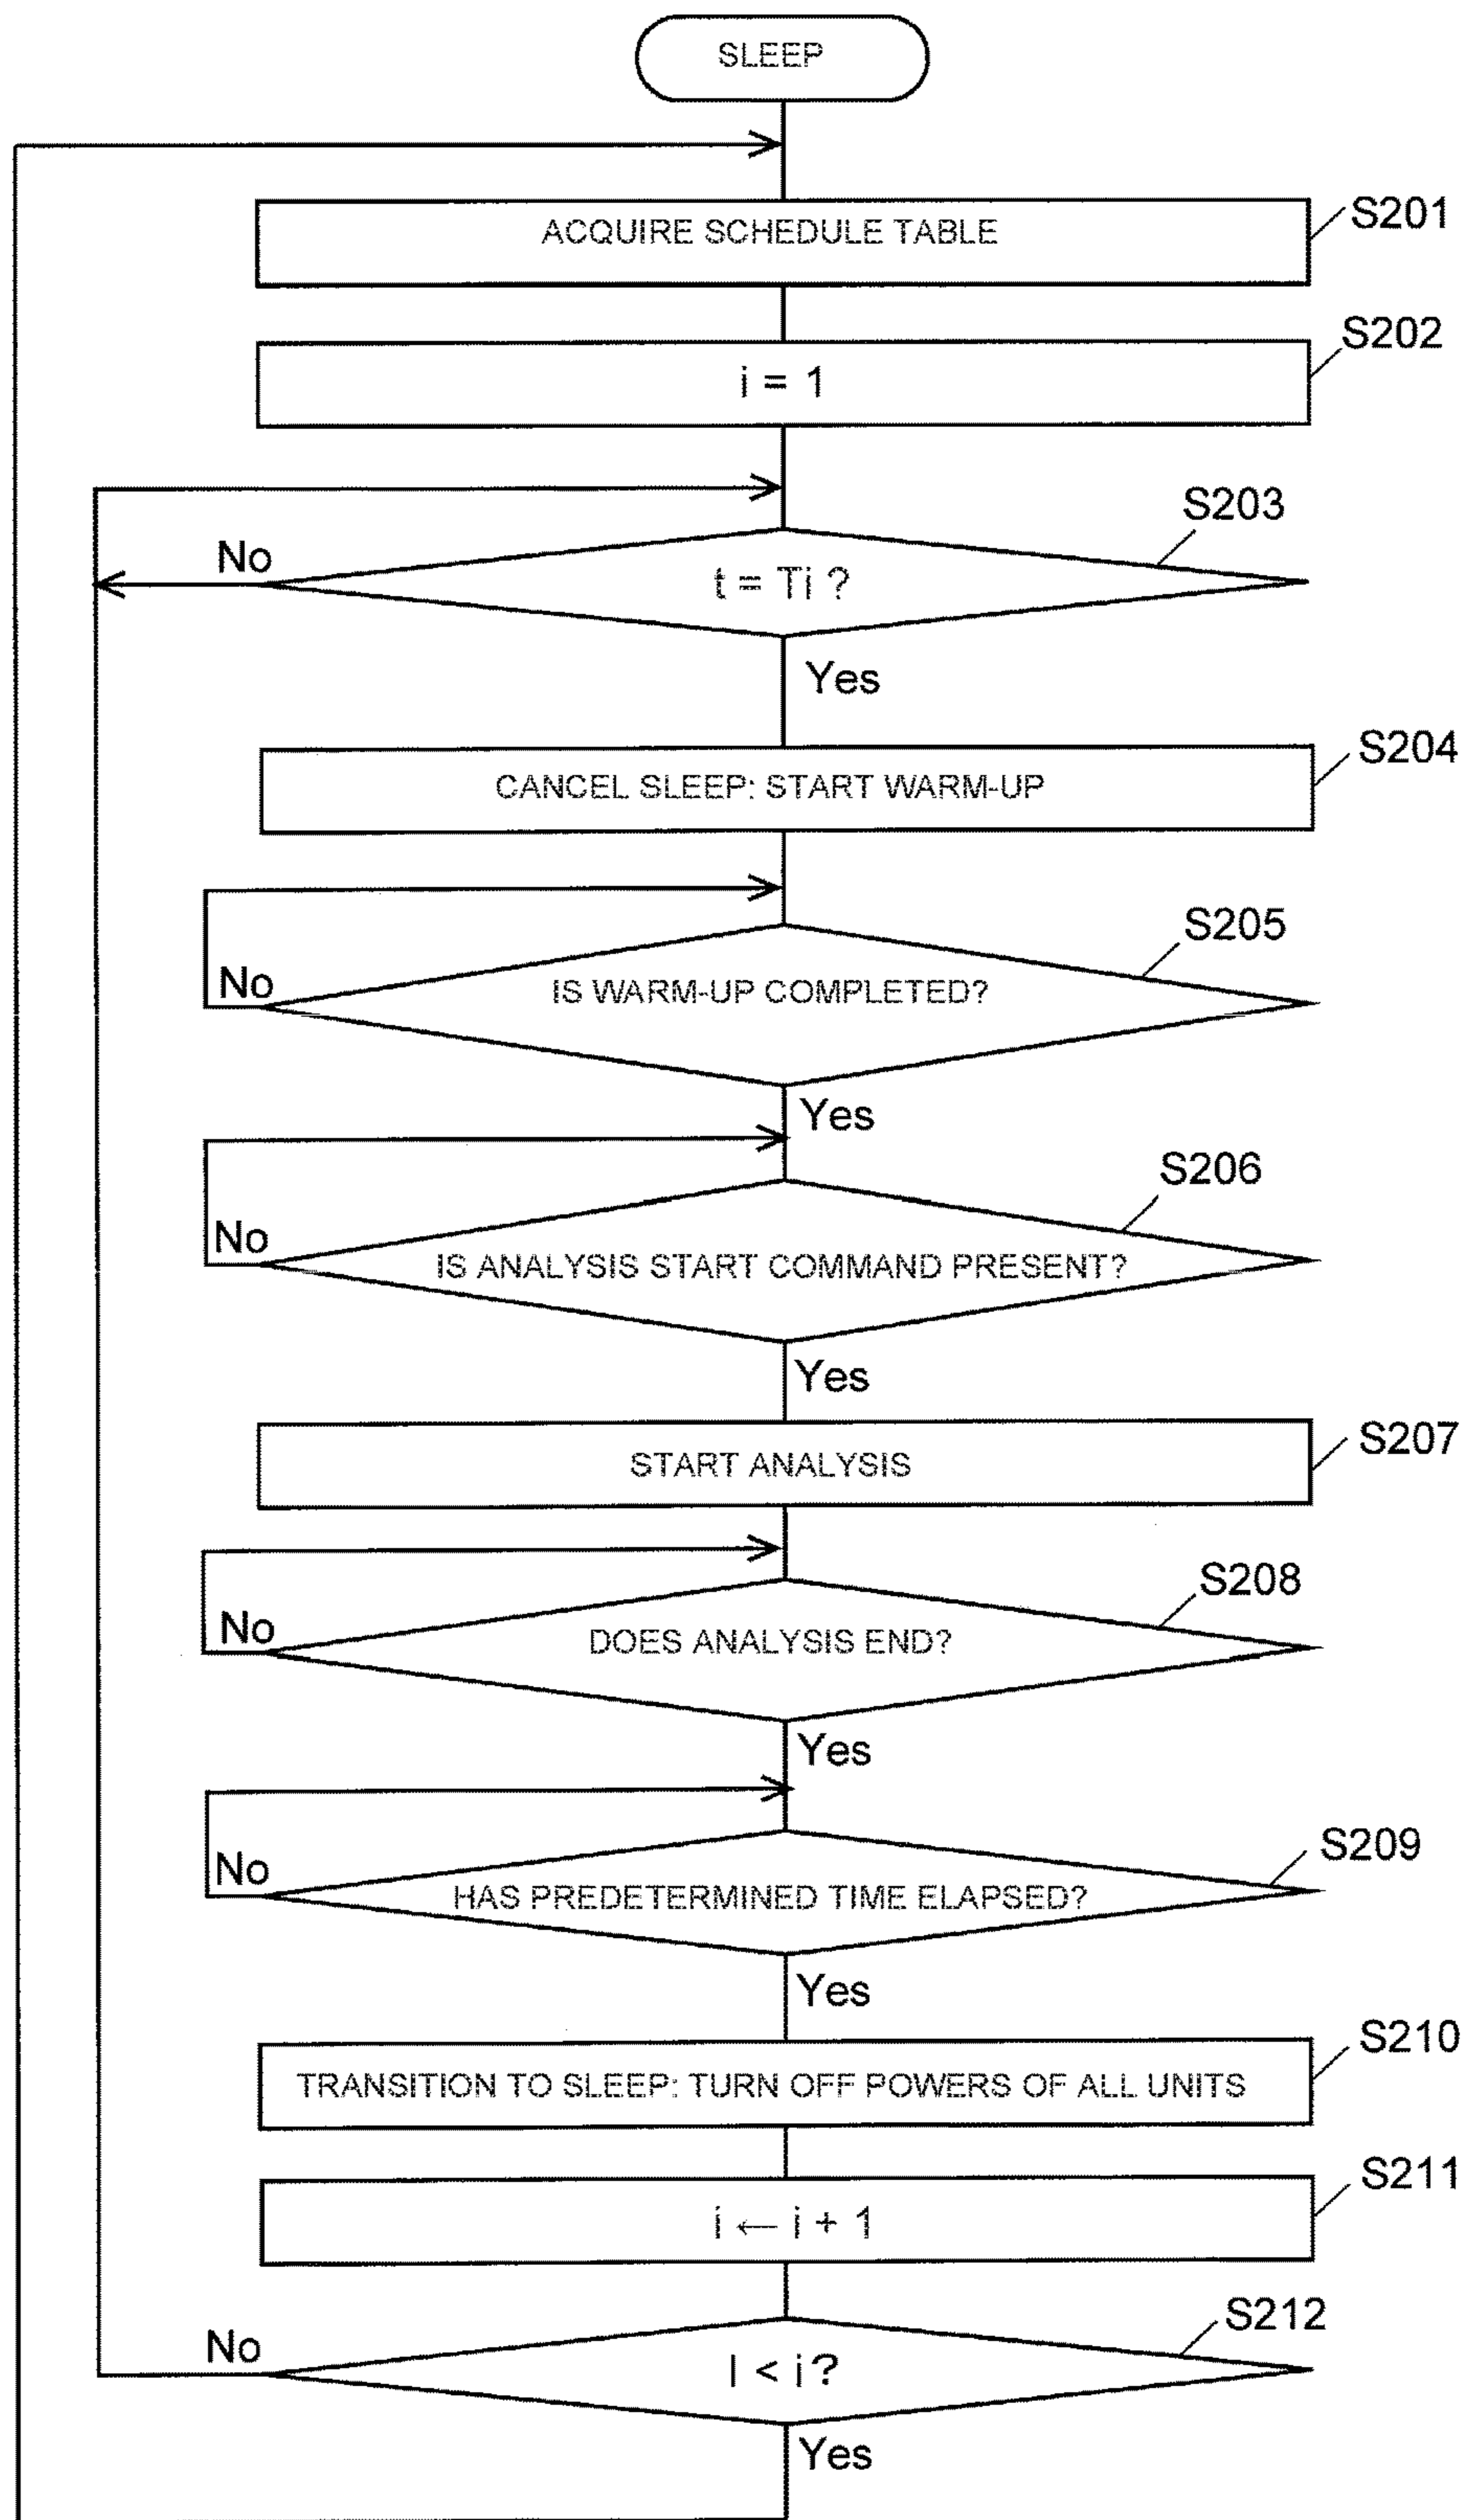 SLEEP
ACQUIRE SCHEDULE TABLE
S201
i = 1
S202
S203
No
t = Ti ?
Yes
CANCEL SLEEP: START WARM-UP
S204
S205
No
IS WARM-UP COMPLETED?
Yes
S206
No
IS ANALYSIS START COMMAND PRESENT?
Yes
START ANALYSIS
S207
S208
No
DOES ANALYSIS END?
Yes
S209
No
HAS PREDETERMINED TIME ELAPSED?
Yes
S210
TRANSITION TO SLEEP: TURN OFF POWERS OF ALL UNITS
S211
i ← i + 1
S212
No
I < i?
Yes